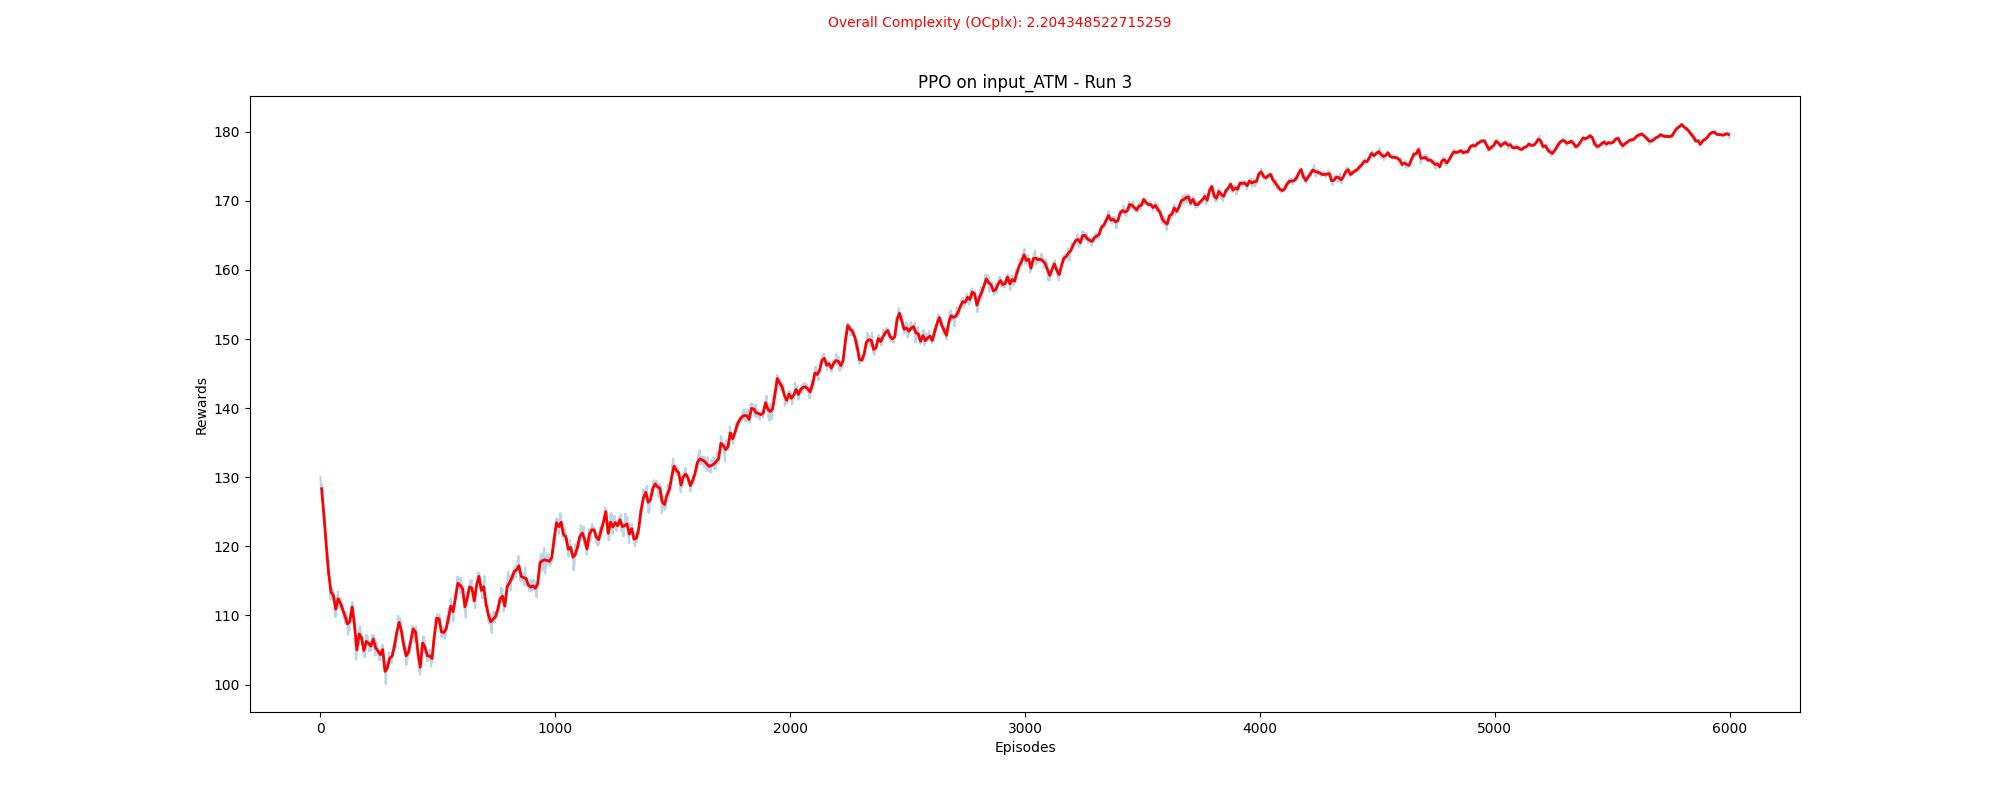 Overall Complexity (OCplx): 2.204348522715259
PPO on input_ATM - Run 3
180
170
160
150
140
130
120
110
100
Rewards
0 1000 2000 3000 4000 5000 6000
Episodes